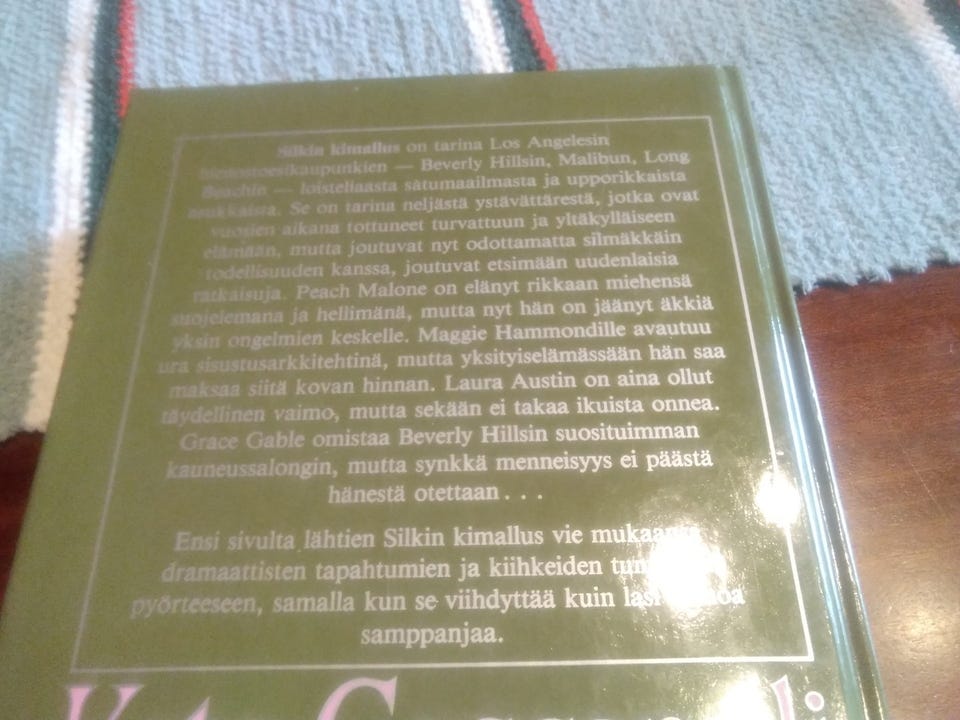 Silkin kimallus on tarina Los Angelesin
hienostoesikaupunkien — Beverly Hillsin, Malibun, Long
Beachin — loisteliaasta satumaailmasta ja upporikkaista
asukkaista. Se on tarina neljästä ystävättärestä, jotka ovat
vuosien aikana tottuneet turvattuun ja yltäkylläiseen
elämään, mutta joutuvat nyt odottamatta silmäkkäin
todellisuuden kanssa, joutuvat etsimään uudenlaisia
ratkaisuja. Peach Malone on elänyt rikkaan miehensä
suojelemana ja hellimänä, mutta nyt hän on jäänyt äkkiä
yksin ongelmien keskelle. Maggie Hammondille avautuu
ura sisustusarkkitehtinä, mutta yksityiselämässään hän saa
maksaa siitä kovan hinnan. Laura Austin on aina ollut
täydellinen vaimo, mutta sekään ei takaa ikuista onnea.
Grace Gable omistaa Beverly Hillsin suosituimman
kauneussalongin, mutta synkkä menneisyys ei päästä
hänestä otettaan . . .
Ensi sivulta lähtien Silkin kimallus vie
dramaattisten tapahtumien ja kiihkeiden
pyörteeseen, samalla kun se viihdyttää kuin
samppanjaa.